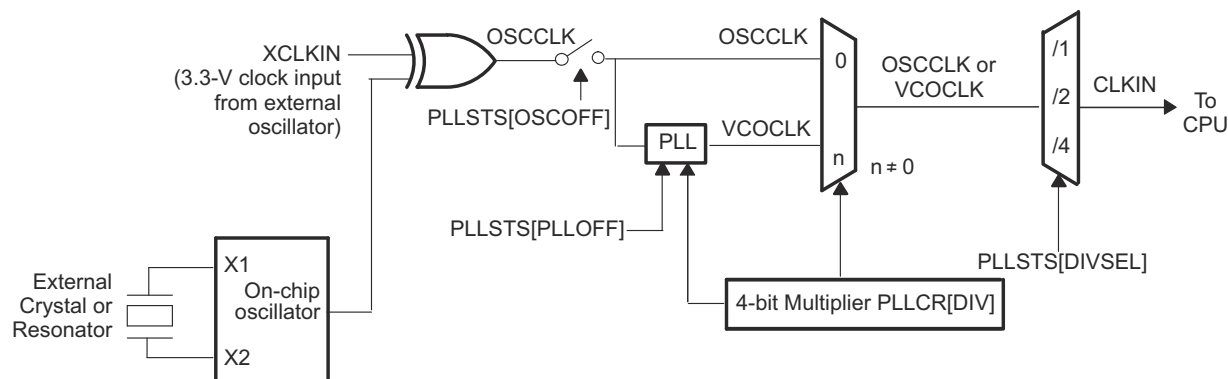 XCLKIN
(3.3-V clock input
from external
oscillator)
OSCCLK
PLLSTS[OSCOFF]
OSCCLK
0
OSCCLK or
VCOCLK
/1
/2
/4
CLKIN
To
CPU
PLL
VCOCLK
n
n ≠ 0
PLLSTS[PLLOFF]
PLLSTS[DIVSEL]
4-bit Multiplier PLLCR[DIV]
External
Crystal or
Resonator
X1
On-chip
oscillator
X2